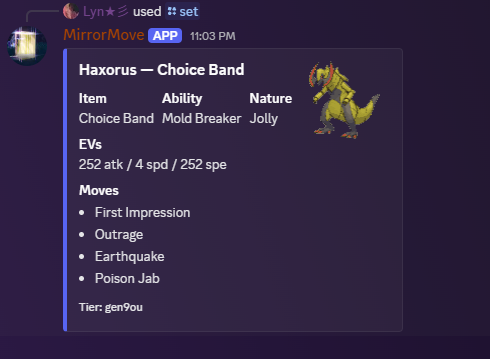 Lyn★彡 used set
MirrorMove APP 11:03 PM
Haxorus — Choice Band
Item Ability Nature
Choice Band Mold Breaker Jolly
EVs
252 atk / 4 spd / 252 spe
Moves
• First Impression
• Outrage
• Earthquake
• Poison Jab
Tier: gen9ou